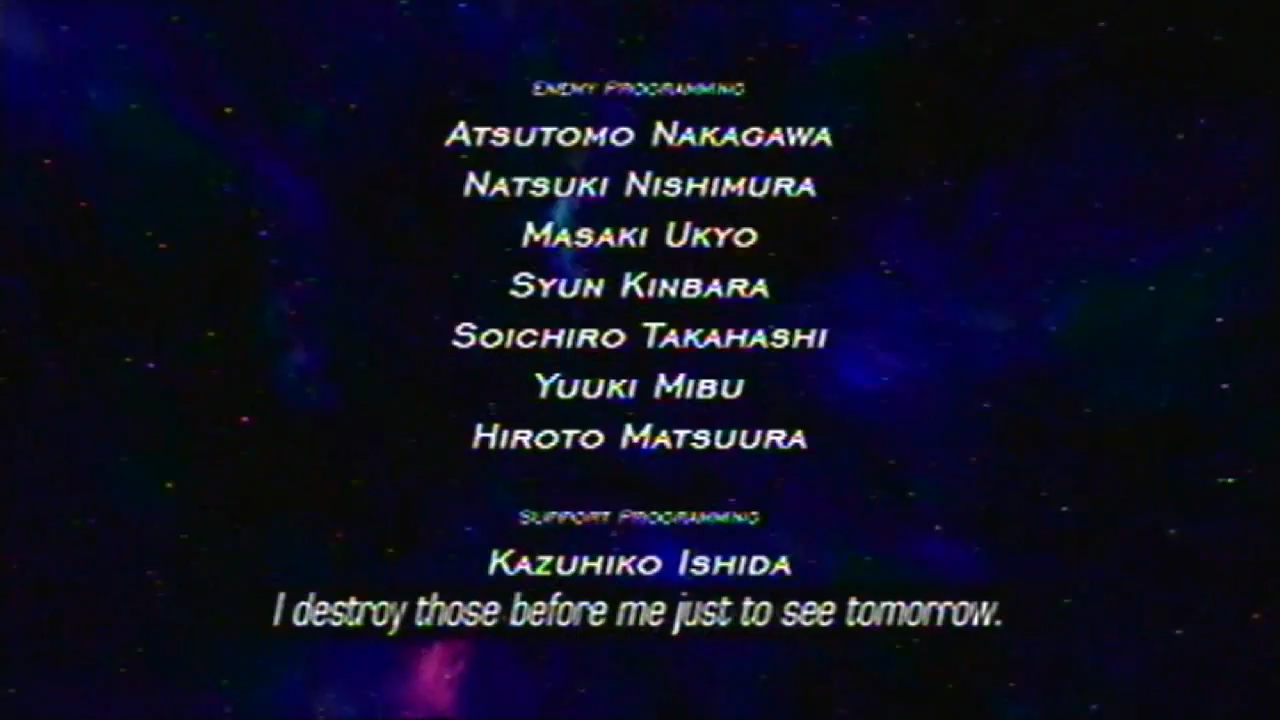 Enemy Programming
Atsutomo Nakagawa
Natsuki Nishimura
Masaki Ukyo
Syun Kinbara
Soichiro Takahashi
Yuuki Mibu
Hiroto Matsuura
Support Programming
Kazuhiko Ishida
I destroy those before me just to see tomorrow.